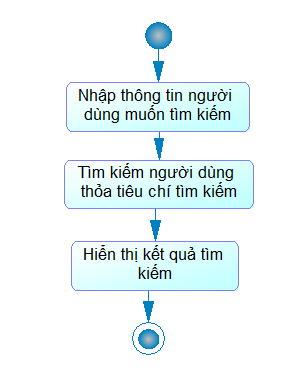 Nhập thông tin người
dùng muốn tìm kiếm
Tìm kiếm người dùng
thỏa tiêu chí tìm kiếm
Hiển thị kết quả tìm
kiếm